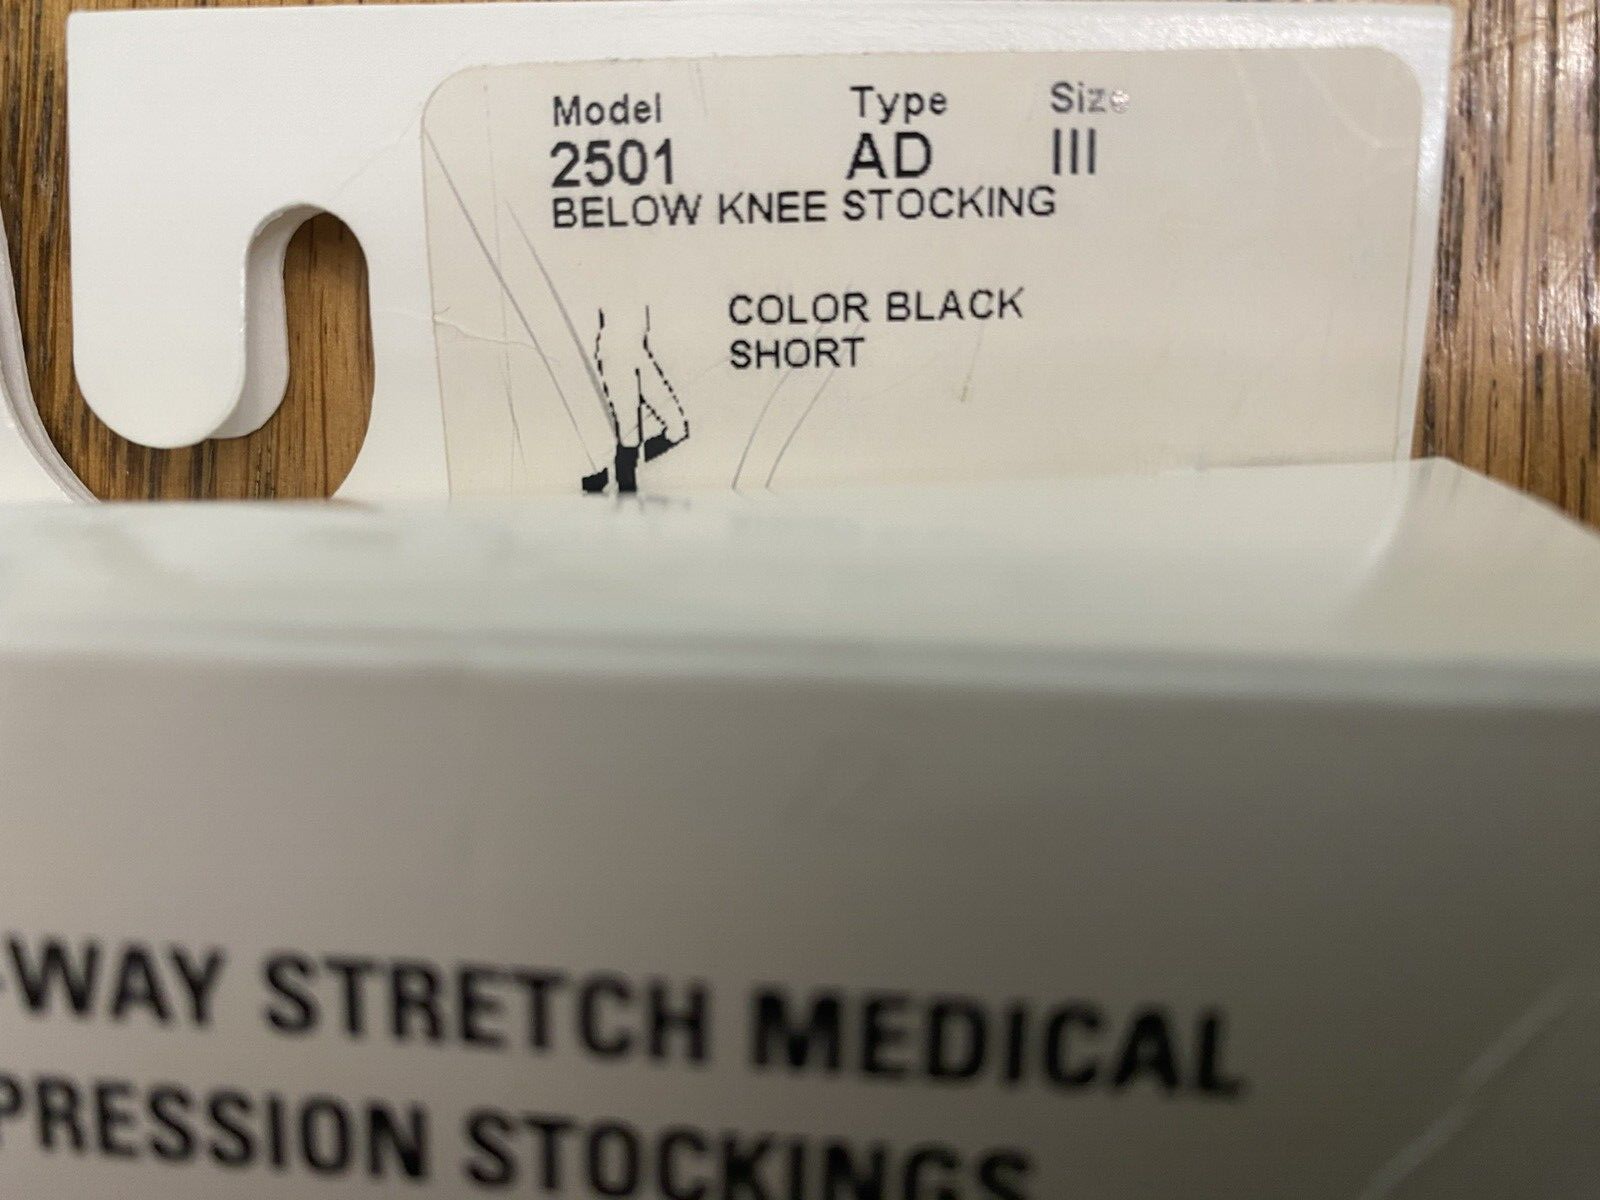 Model Type Size
2501 AD III
BELOW KNEE STOCKING
COLOR BLACK
SHORT
-WAY STRETCH MEDICAL
PRESSION STOCKINGS